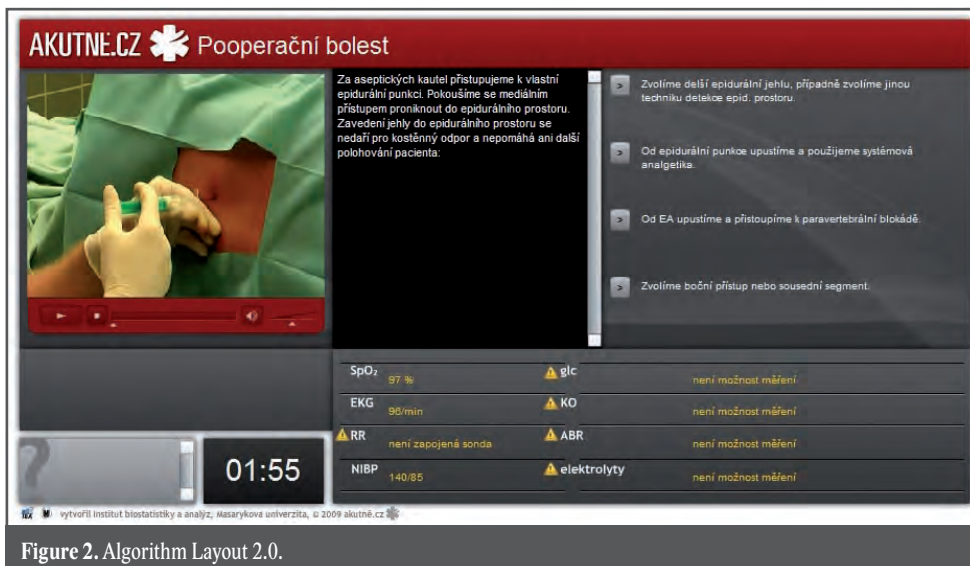 AKUTNĚ.CZ Pooperační bolest
Za aseptických kautel přistupujeme k vlastní
epidurální punkci. Pokoušíme se mediálním
přístupem proniknout do epidurálního prostoru.
Zavedení jehly do epidurálního prostoru se
nedaří pro kostěnný odpor a nepomáhá ani další
polohování pacienta:
> Zvolíme delší epidurální jehlu, případně zvolíme jinou
techniku detekce epid. prostoru.
> Od epidurální punkce upustíme a použijeme systémová
analgetika.
> Od EA upustíme a přistoupíme k paravertebrální blokádě.
> Zvolíme boční přístup nebo sousední segment.
SpO₂ 97 %
glc není možnost měření
EKG 96/min
KO není možnost měření
RR není zapojená sonda
ABR není možnost měření
NIBP 140/85
elektrolyty není možnost měření
?
01:55
vytvořil Institut biostatistiky a analýz, Masarykova univerzita, © 2009 akutně.cz
Figure 2. Algorithm Layout 2.0.